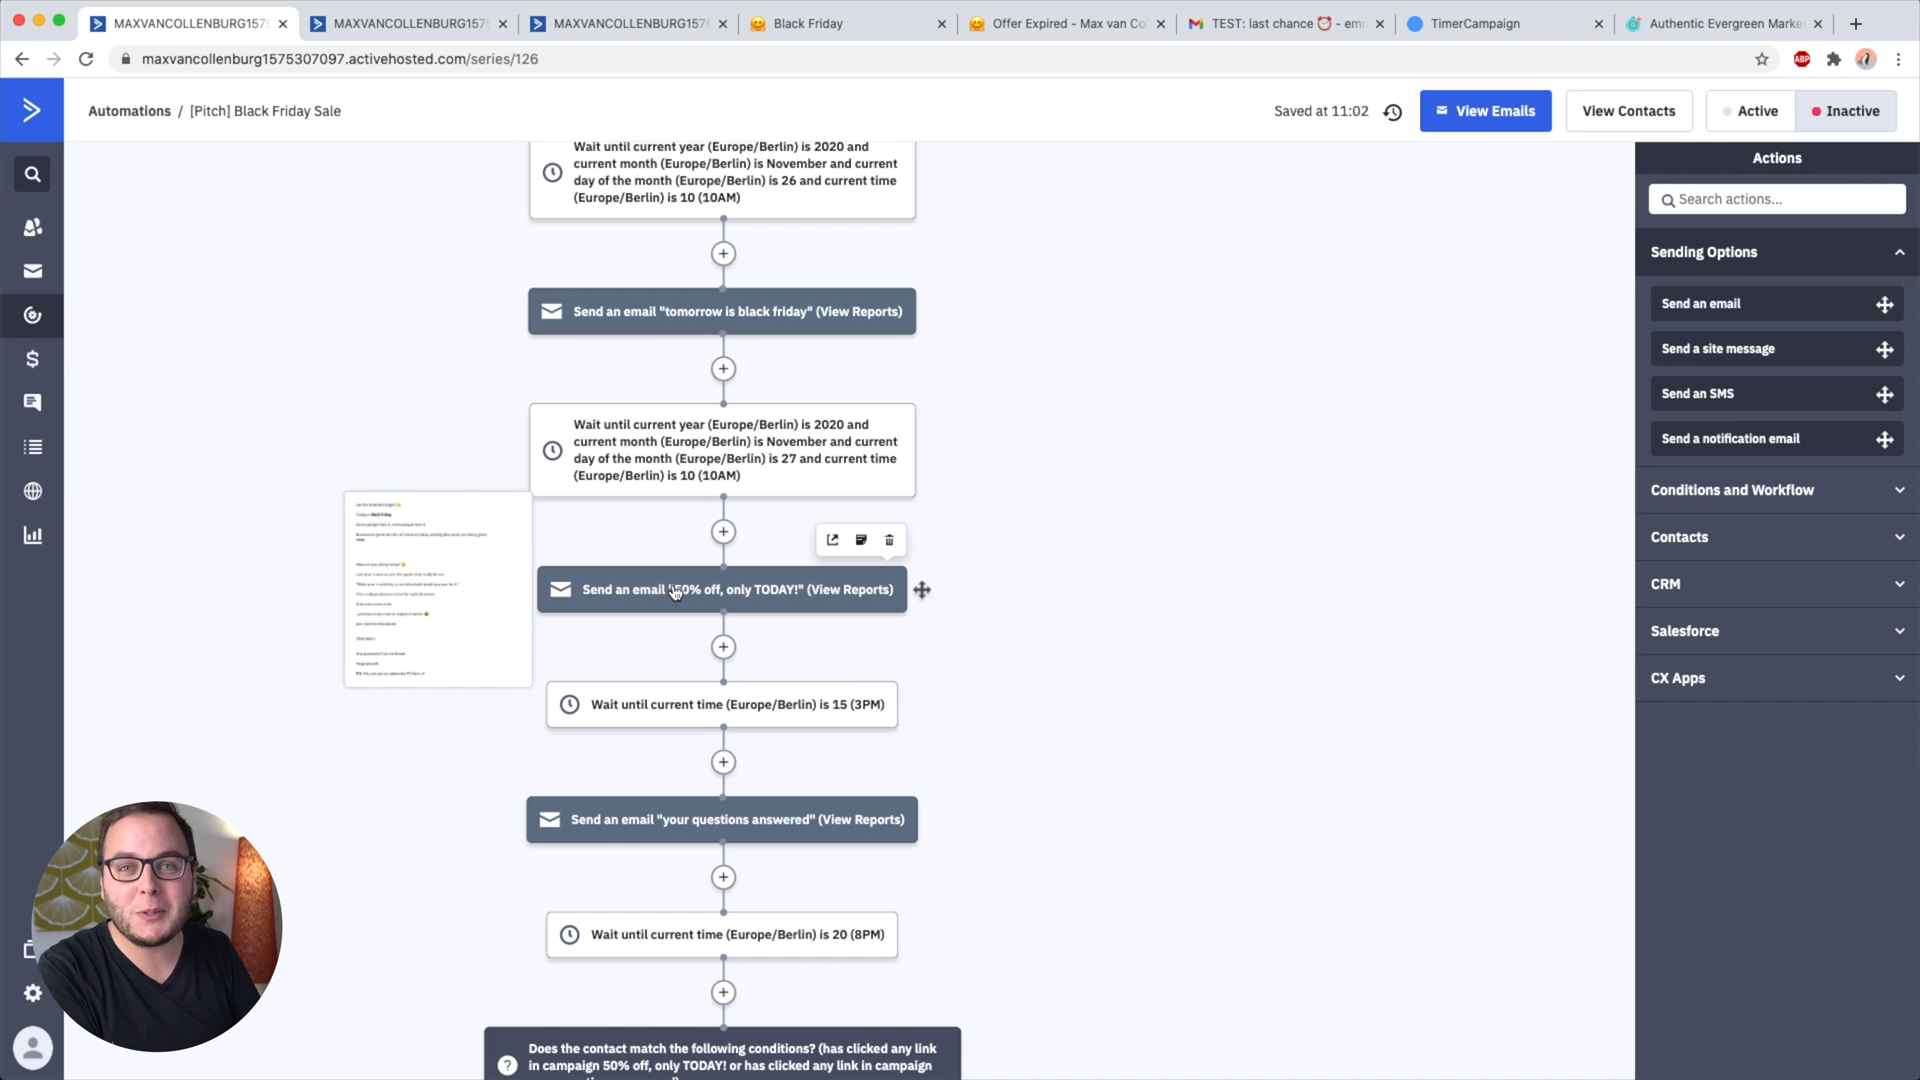 MAXVANCOLLENBURG157
MAXVANCOLLENBURG157
MAXVANCOLLENBURG157
Black Friday
Offer Expired - Max van Co
TEST: last chance ⏰ - em
TimerCampaign
Authentic Evergreen Marke
maxvancollenburg1575307097.activehosted.com/series/126
ABP
Automations / [Pitch] Black Friday Sale
Saved at 11:02
View Emails
View Contacts
Active
Inactive
Wait until current year (Europe/Berlin) is 2020 and
current month (Europe/Berlin) is November and current
day of the month (Europe/Berlin) is 26 and current time
(Europe/Berlin) is 10 (10AM)
Send an email "tomorrow is black friday" (View Reports)
Wait until current year (Europe/Berlin) is 2020 and
current month (Europe/Berlin) is November and current
day of the month (Europe/Berlin) is 27 and current time
(Europe/Berlin) is 10 (10AM)
Send an email "50% off, only TODAY!" (View Reports)
Wait until current time (Europe/Berlin) is 15 (3PM)
Send an email "your questions answered" (View Reports)
Wait until current time (Europe/Berlin) is 20 (8PM)
Does the contact match the following conditions? (has clicked any link
in campaign 50% off, only TODAY! or has clicked any link in campaign
Actions
Search actions...
Sending Options
Send an email
Send a site message
Send an SMS
Send a notification email
Conditions and Workflow
Contacts
CRM
Salesforce
CX Apps